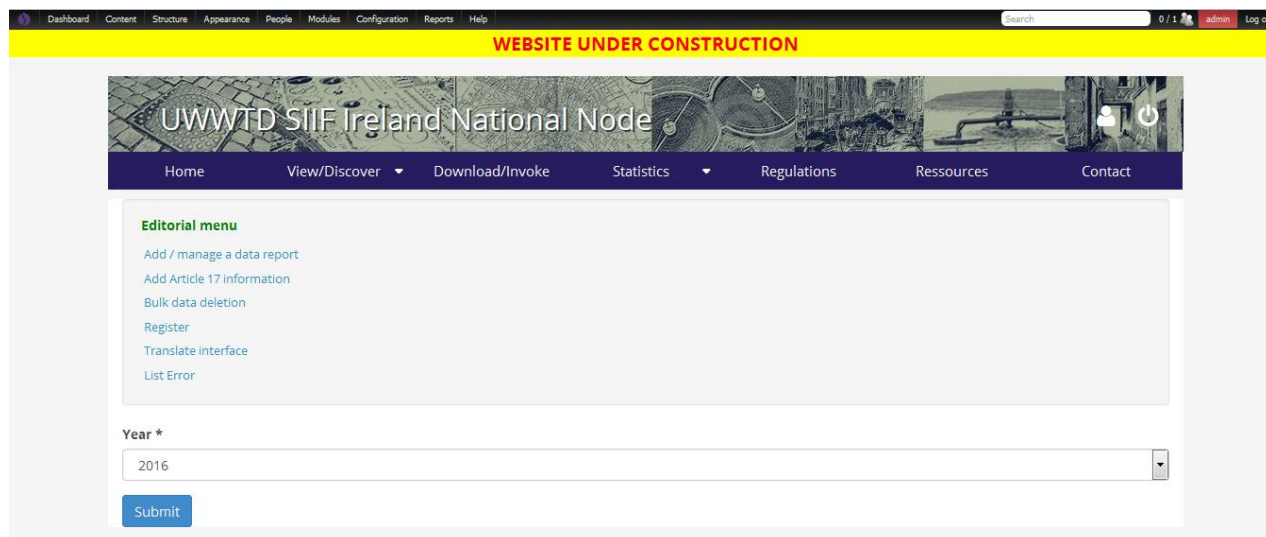 Dashboard Content Structure Appearance People Modules Configuration Reports Help Search 0 / 1 admin Log o
WEBSITE UNDER CONSTRUCTION
UWWTD SIIF Ireland National Node
Home View/Discover Download/Invoke Statistics Regulations Ressources Contact
Editorial menu
Add / manage a data report
Add Article 17 information
Bulk data deletion
Register
Translate interface
List Error
Year *
2016
Submit